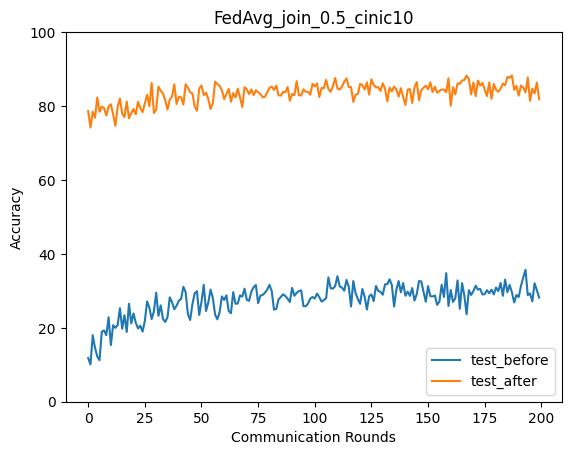 FedAvg_join_0.5_cinic10
Accuracy
100
80
60
40
20
0
0 25 50 75 100 125 150 175 200
Communication Rounds
test_before
test_after